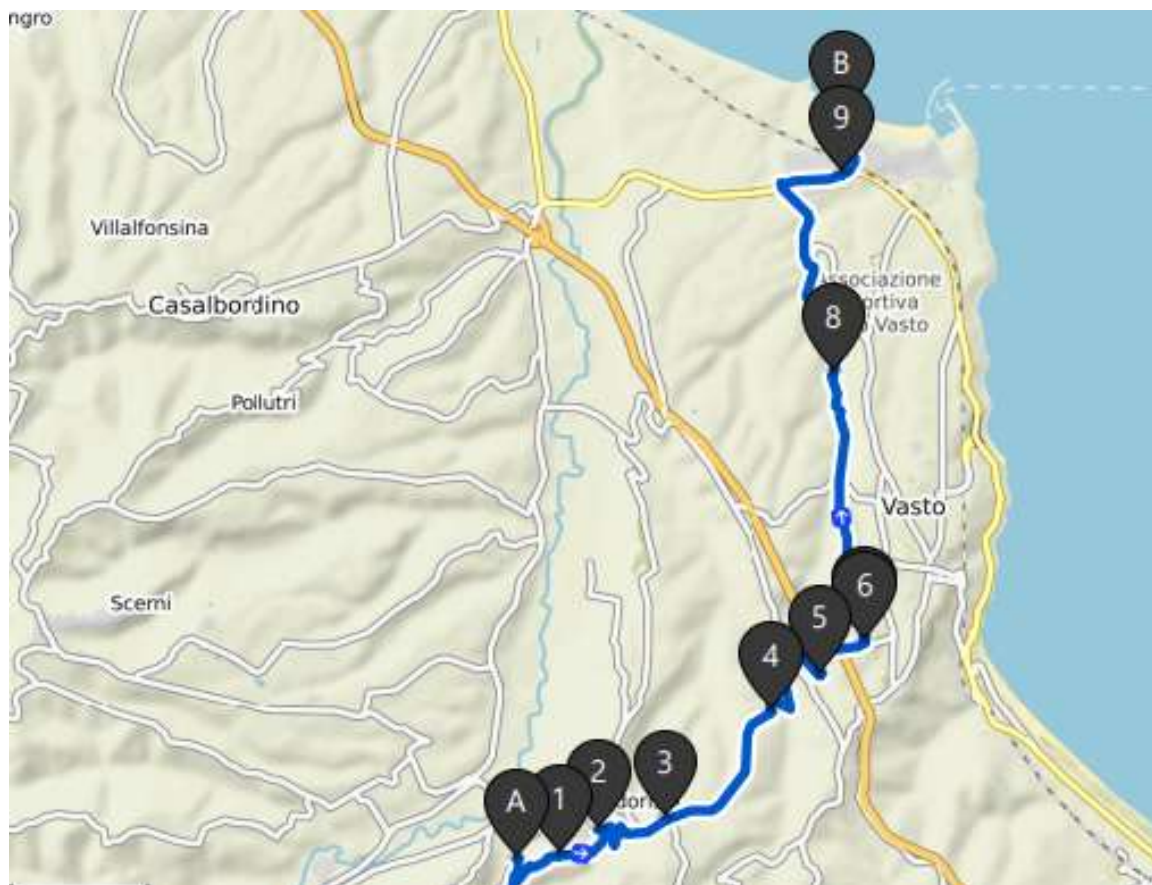 ngro
B
9
Villalfonsina
Casalbordino
ssociazione
ortiva
Vasto
8
Pollutri
Vasto
6
Scerni
5
4
3
2
1
A